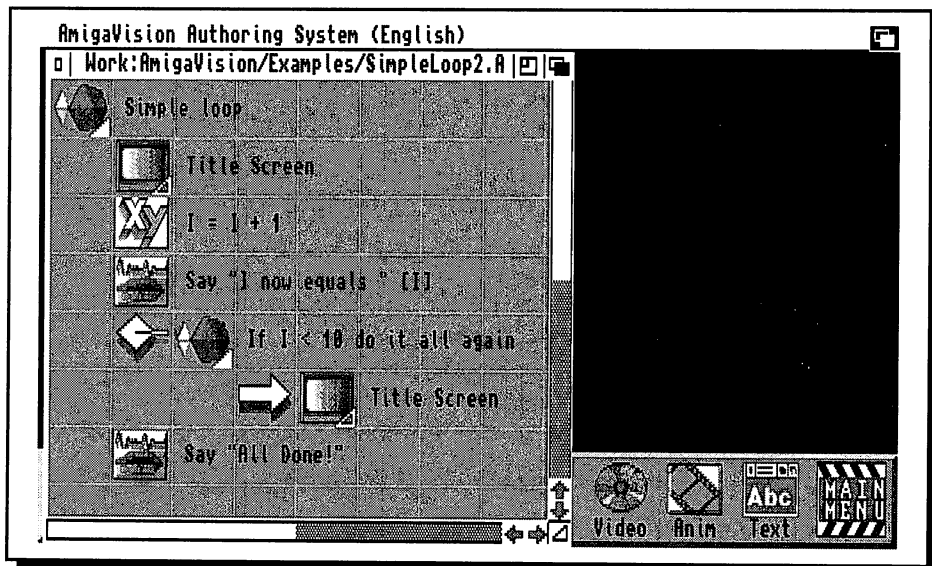 AmigaVision Authoring System (English)
Work:AmigaVision/Examples/SimpleLoop2.A
Simple loop
Title Screen
XY
I = I + 1
Say "I now equals " [I]
If I < 10 do it all again
Title Screen
Say "All Done!"
Video
Anim
Abc
Text
MAIN
MENU